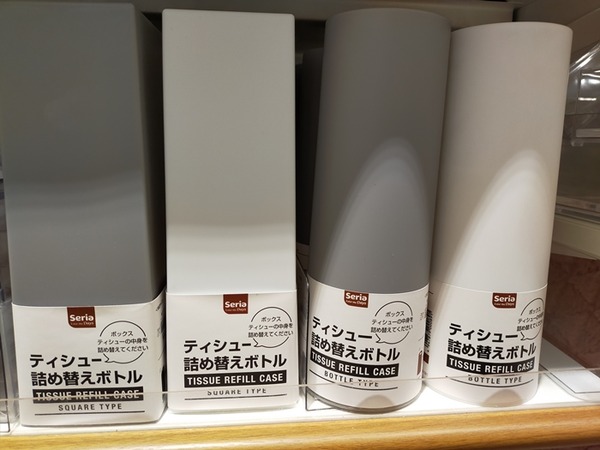 Seria
ボックス
ティシューの中身を
詰め替えてください
ティシュー
詰め替えボトル
TISSUE REFILL CASE
SQUARE TYPE
Seria
ボックス
ティシューの中身を
詰め替えてください
ティシュー
詰め替えボトル
TISSUE REFILL CASE
SQUARE TYPE
Seria
ボックス
ティシューの中身を
詰め替えてください
ティシュー
詰め替えボトル
TISSUE REFILL CASE
BOTTLE TYPE
Seria
ボックス
ティシューの中身を
詰め替えてください
ティシュー
詰め替えボトル
TISSUE REFILL CASE
BOTTLE TYPE